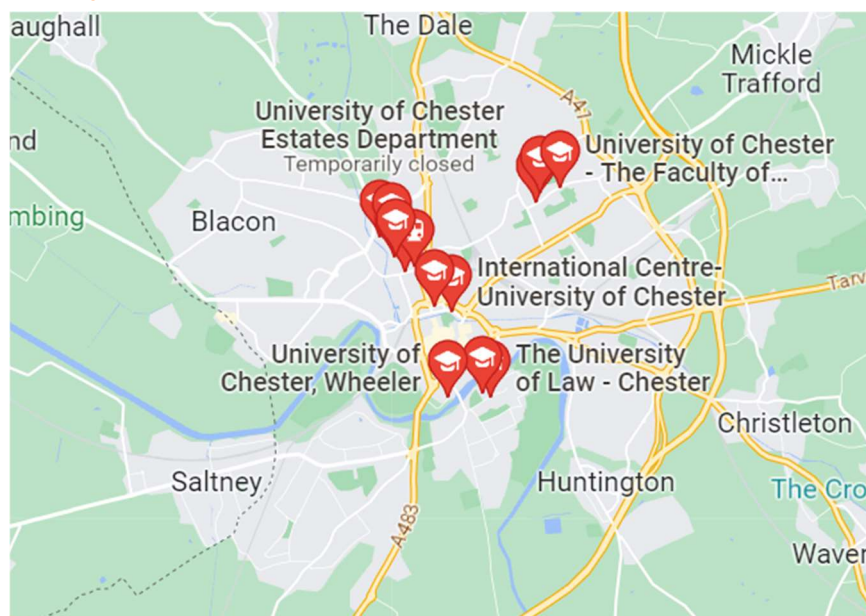 aughall
The Dale
Mickle
Trafford
A47
University of Chester
Estates Department
Temporarily closed
University of Chester
- The Faculty of...
nd
mbing
Blacon
International Centre-
University of Chester
Tarv
University of
Chester, Wheeler
The University
of Law - Chester
Christleton
Saltney
Huntington
The Cro
A483
Waver